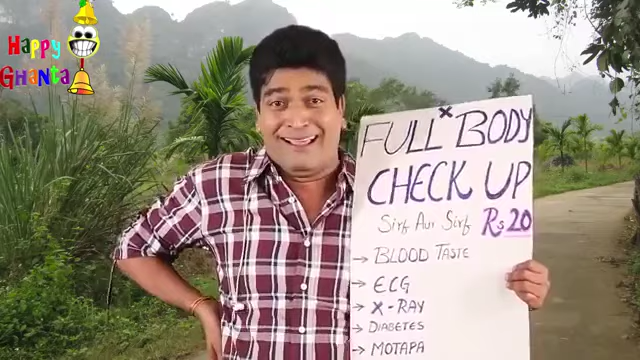 Happy
Ghanta
FULL BODY
CHECK UP
Sirf Aur Sirf Rs 20
→ BLOOD TASTE
→ ECG
→ X-RAY
→ DIABETES
→ MOTAPA